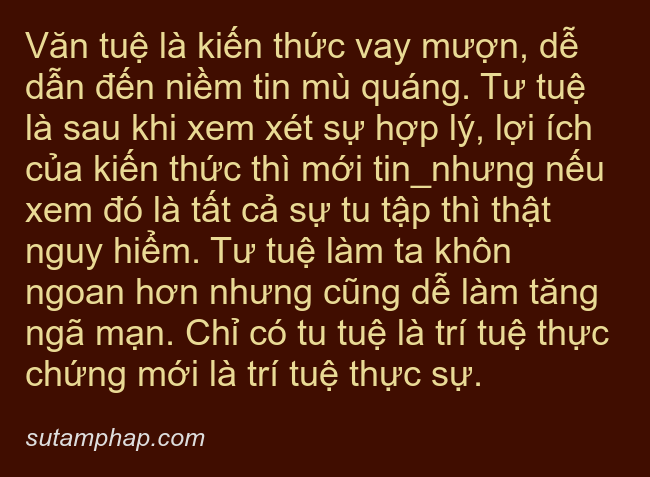 Văn tuệ là kiến thức vay mượn, dễ
dẫn đến niềm tin mù quáng. Tư tuệ
là sau khi xem xét sự hợp lý, lợi ích
của kiến thức thì mới tin_nhưng nếu
xem đó là tất cả sự tu tập thì thật
nguy hiểm. Tư tuệ làm ta khôn
ngoan hơn nhưng cũng dễ làm tăng
ngã mạn. Chỉ có tu tuệ là trí tuệ thực
chứng mới là trí tuệ thực sự.
sutamphap.com